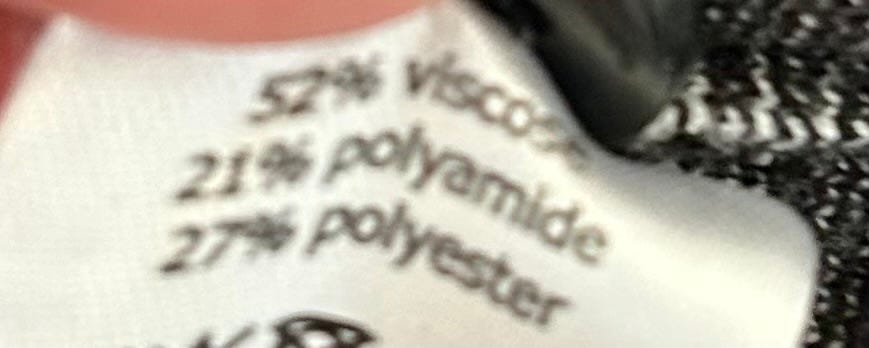 52% viscose
21% polyamide
27% polyester